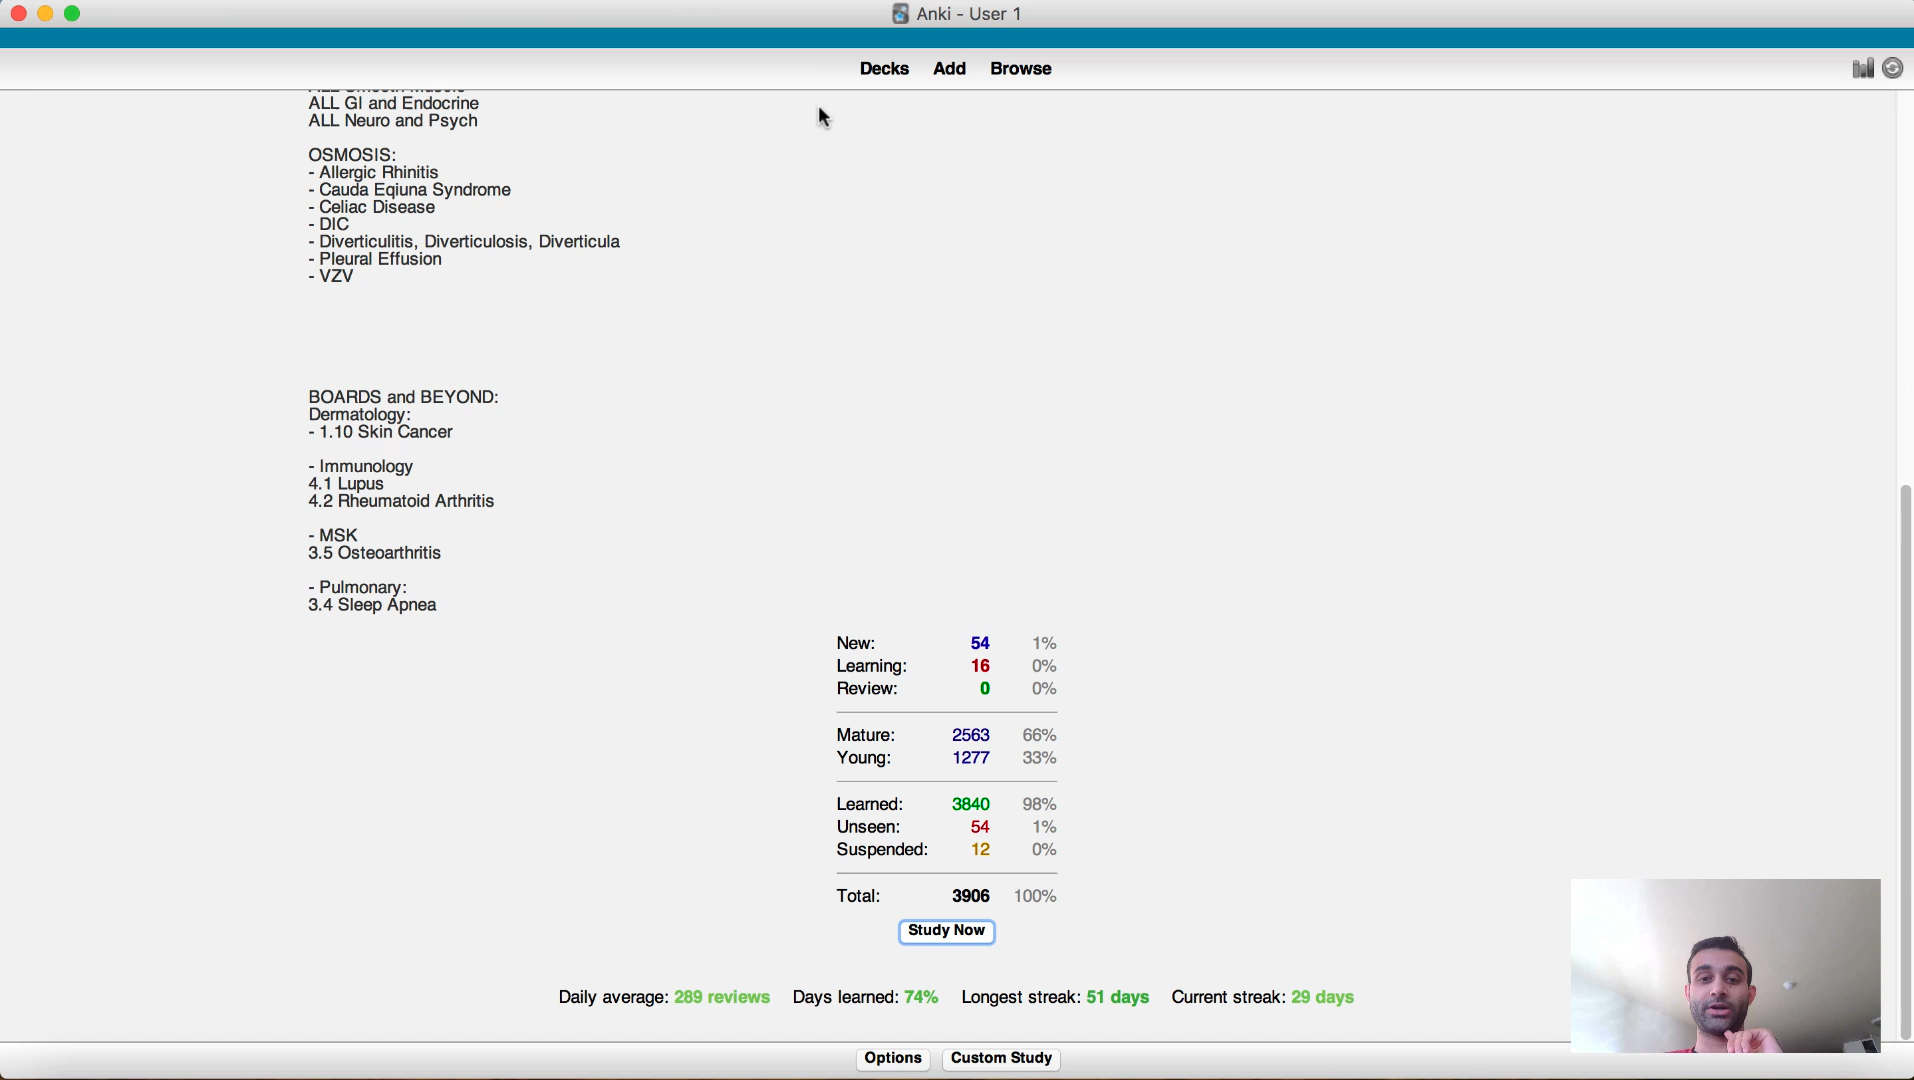 Anki - User 1
Decks Add Browse
ALL Smooth Muscle
ALL GI and Endocrine
ALL Neuro and Psych
OSMOSIS:
- Allergic Rhinitis
- Cauda Eqiuna Syndrome
- Celiac Disease
- DIC
- Diverticulitis, Diverticulosis, Diverticula
- Pleural Effusion
- VZV
BOARDS and BEYOND:
Dermatology:
- 1.10 Skin Cancer
- Immunology
4.1 Lupus
4.2 Rheumatoid Arthritis
- MSK
3.5 Osteoarthritis
- Pulmonary:
3.4 Sleep Apnea
New: 54 1%
Learning: 16 0%
Review: 0 0%
Mature: 2563 66%
Young: 1277 33%
Learned: 3840 98%
Unseen: 54 1%
Suspended: 12 0%
Total: 3906 100%
Study Now
Daily average: 289 reviews Days learned: 74% Longest streak: 51 days Current streak: 29 days
Options Custom Study